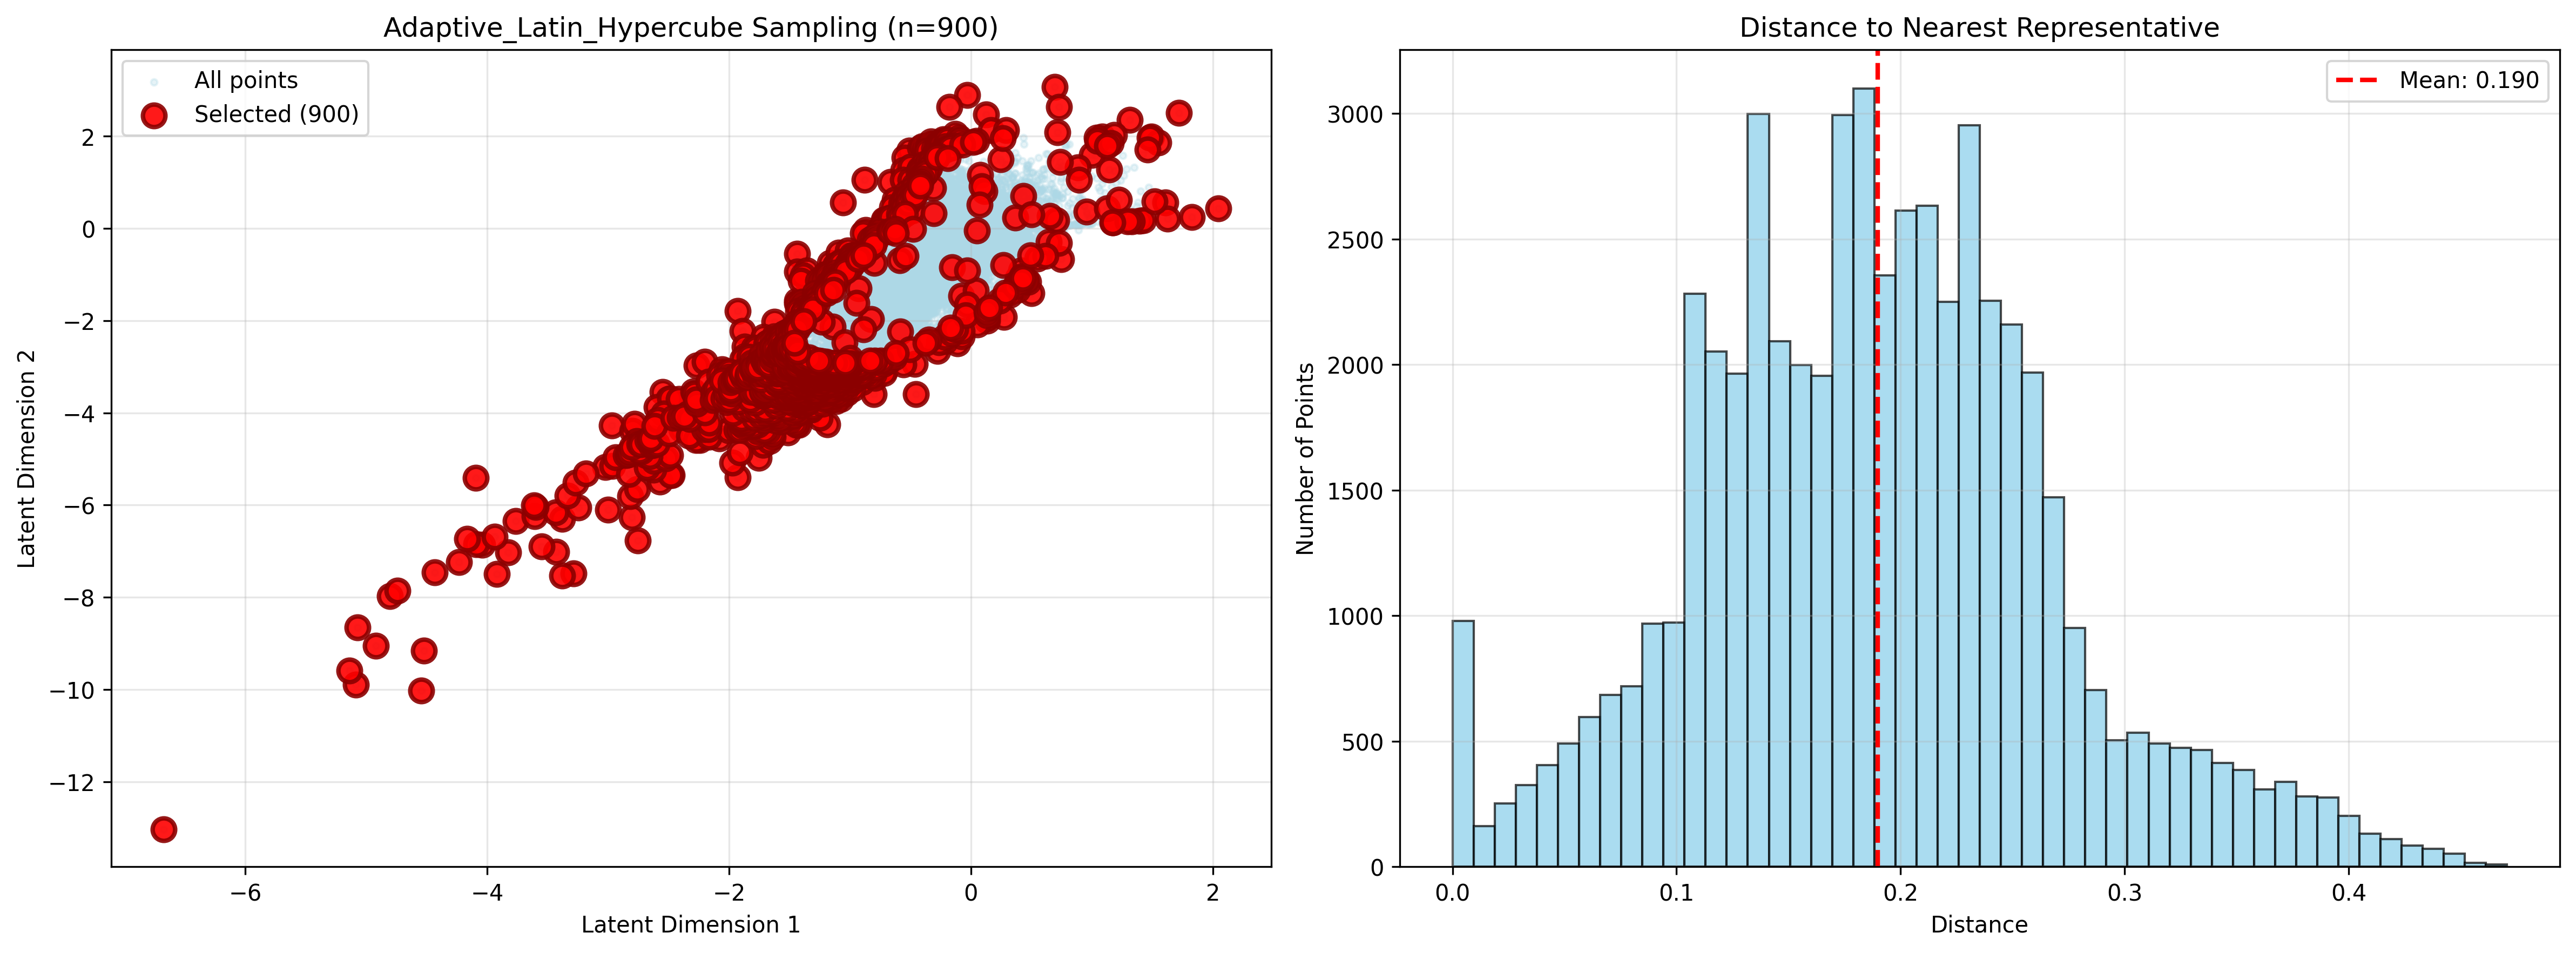 Adaptive_Latin_Hypercube Sampling (n=900)
All points
Selected (900)
2
0
−2
−4
−6
−8
−10
−12
Latent Dimension 2
−6
−4
−2
0
2
Latent Dimension 1
Distance to Nearest Representative
Mean: 0.190
3000
2500
2000
1500
1000
500
0
Number of Points
0.0
0.1
0.2
0.3
0.4
Distance